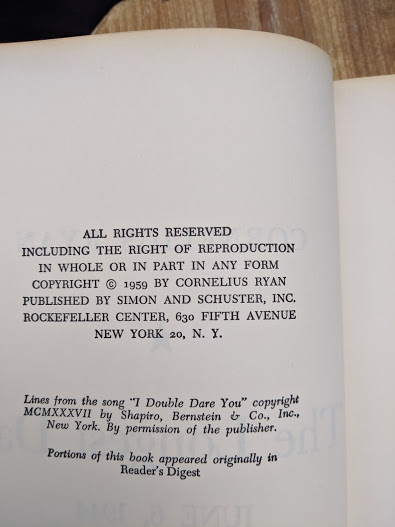 ALL RIGHTS RESERVED
INCLUDING THE RIGHT OF REPRODUCTION
IN WHOLE OR IN PART IN ANY FORM
COPYRIGHT © 1959 BY CORNELIUS RYAN
PUBLISHED BY SIMON AND SCHUSTER, INC.
ROCKEFELLER CENTER, 630 FIFTH AVENUE
NEW YORK 20, N. Y.
Lines from the song "I Double Dare You" copyright
MCMXXXVII by Shapiro, Bernstein & Co., Inc.,
New York. By permission of the publisher.
Portions of this book appeared originally in
Reader's Digest